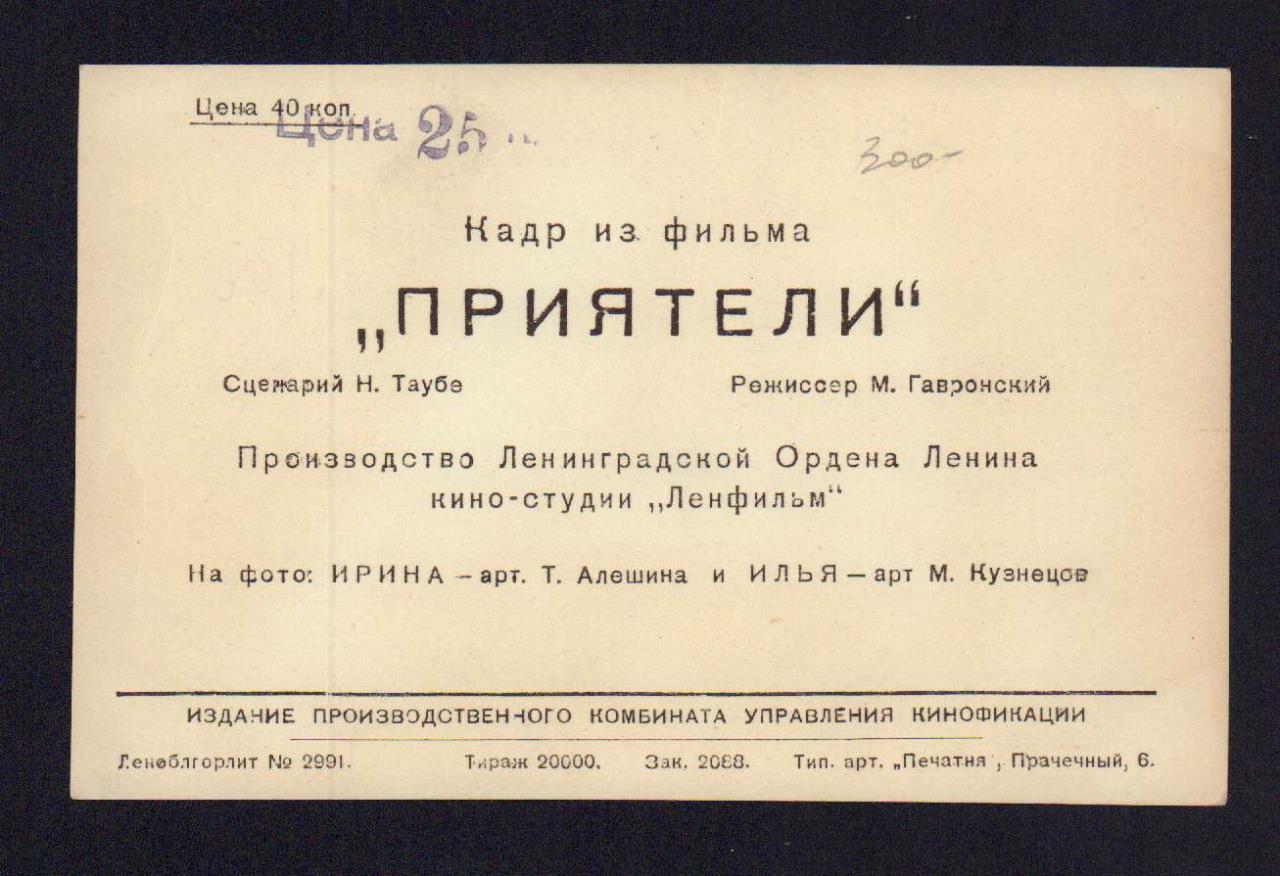 Цена 40 коп.
Цена 25
300-
Кадр из фильма
„ПРИЯТЕЛИ“
Сценарий Н. Таубе Режиссер М. Гавронский
Производство Ленинградской Ордена Ленина
кино-студии „Ленфильм“
На фото: ИРИНА — арт. Т. Алешина и ИЛЬЯ — арт М. Кузнецов
ИЗДАНИЕ ПРОИЗВОДСТВЕННОГО КОМБИНАТА УПРАВЛЕНИЯ КИНОФИКАЦИИ
Леноблгорлит № 2991. Тираж 20000. Зак. 2088. Тип. арт. „Печатня‘, Прачечный, 6.